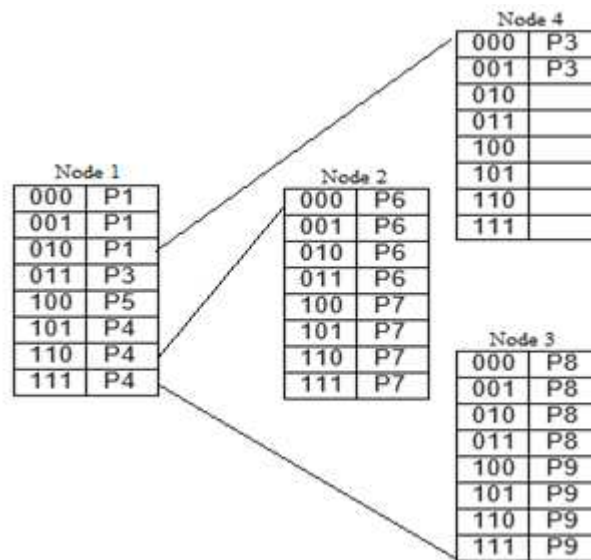 Node 1
000 P1
001 P1
010 P1
011 P3
100 P5
101 P4
110 P4
111 P4
Node 2
000 P6
001 P6
010 P6
011 P6
100 P7
101 P7
110 P7
111 P7
Node 4
000 P3
001 P3
010
011
100
101
110
111
Node 3
000 P8
001 P8
010 P8
011 P8
100 P9
101 P9
110 P9
111 P9